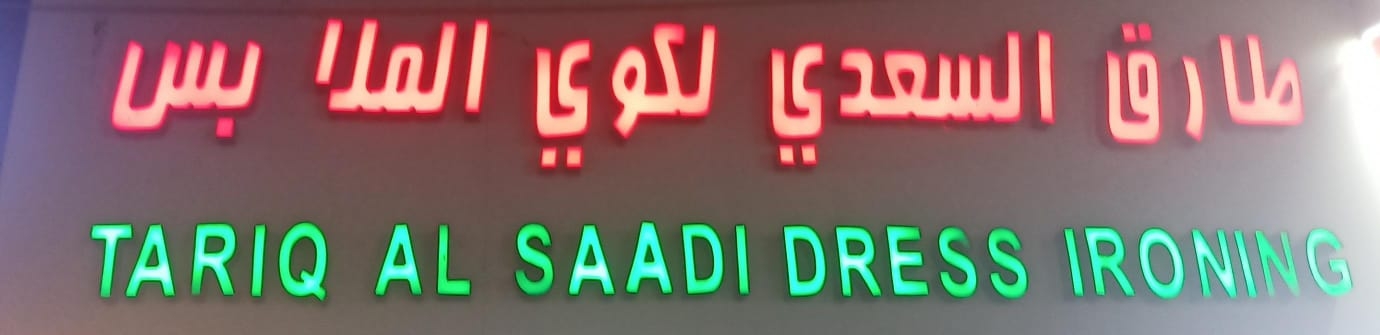 طارق السعدي لكوي الملابس
TARIQ AL SAADI DRESS IRONING